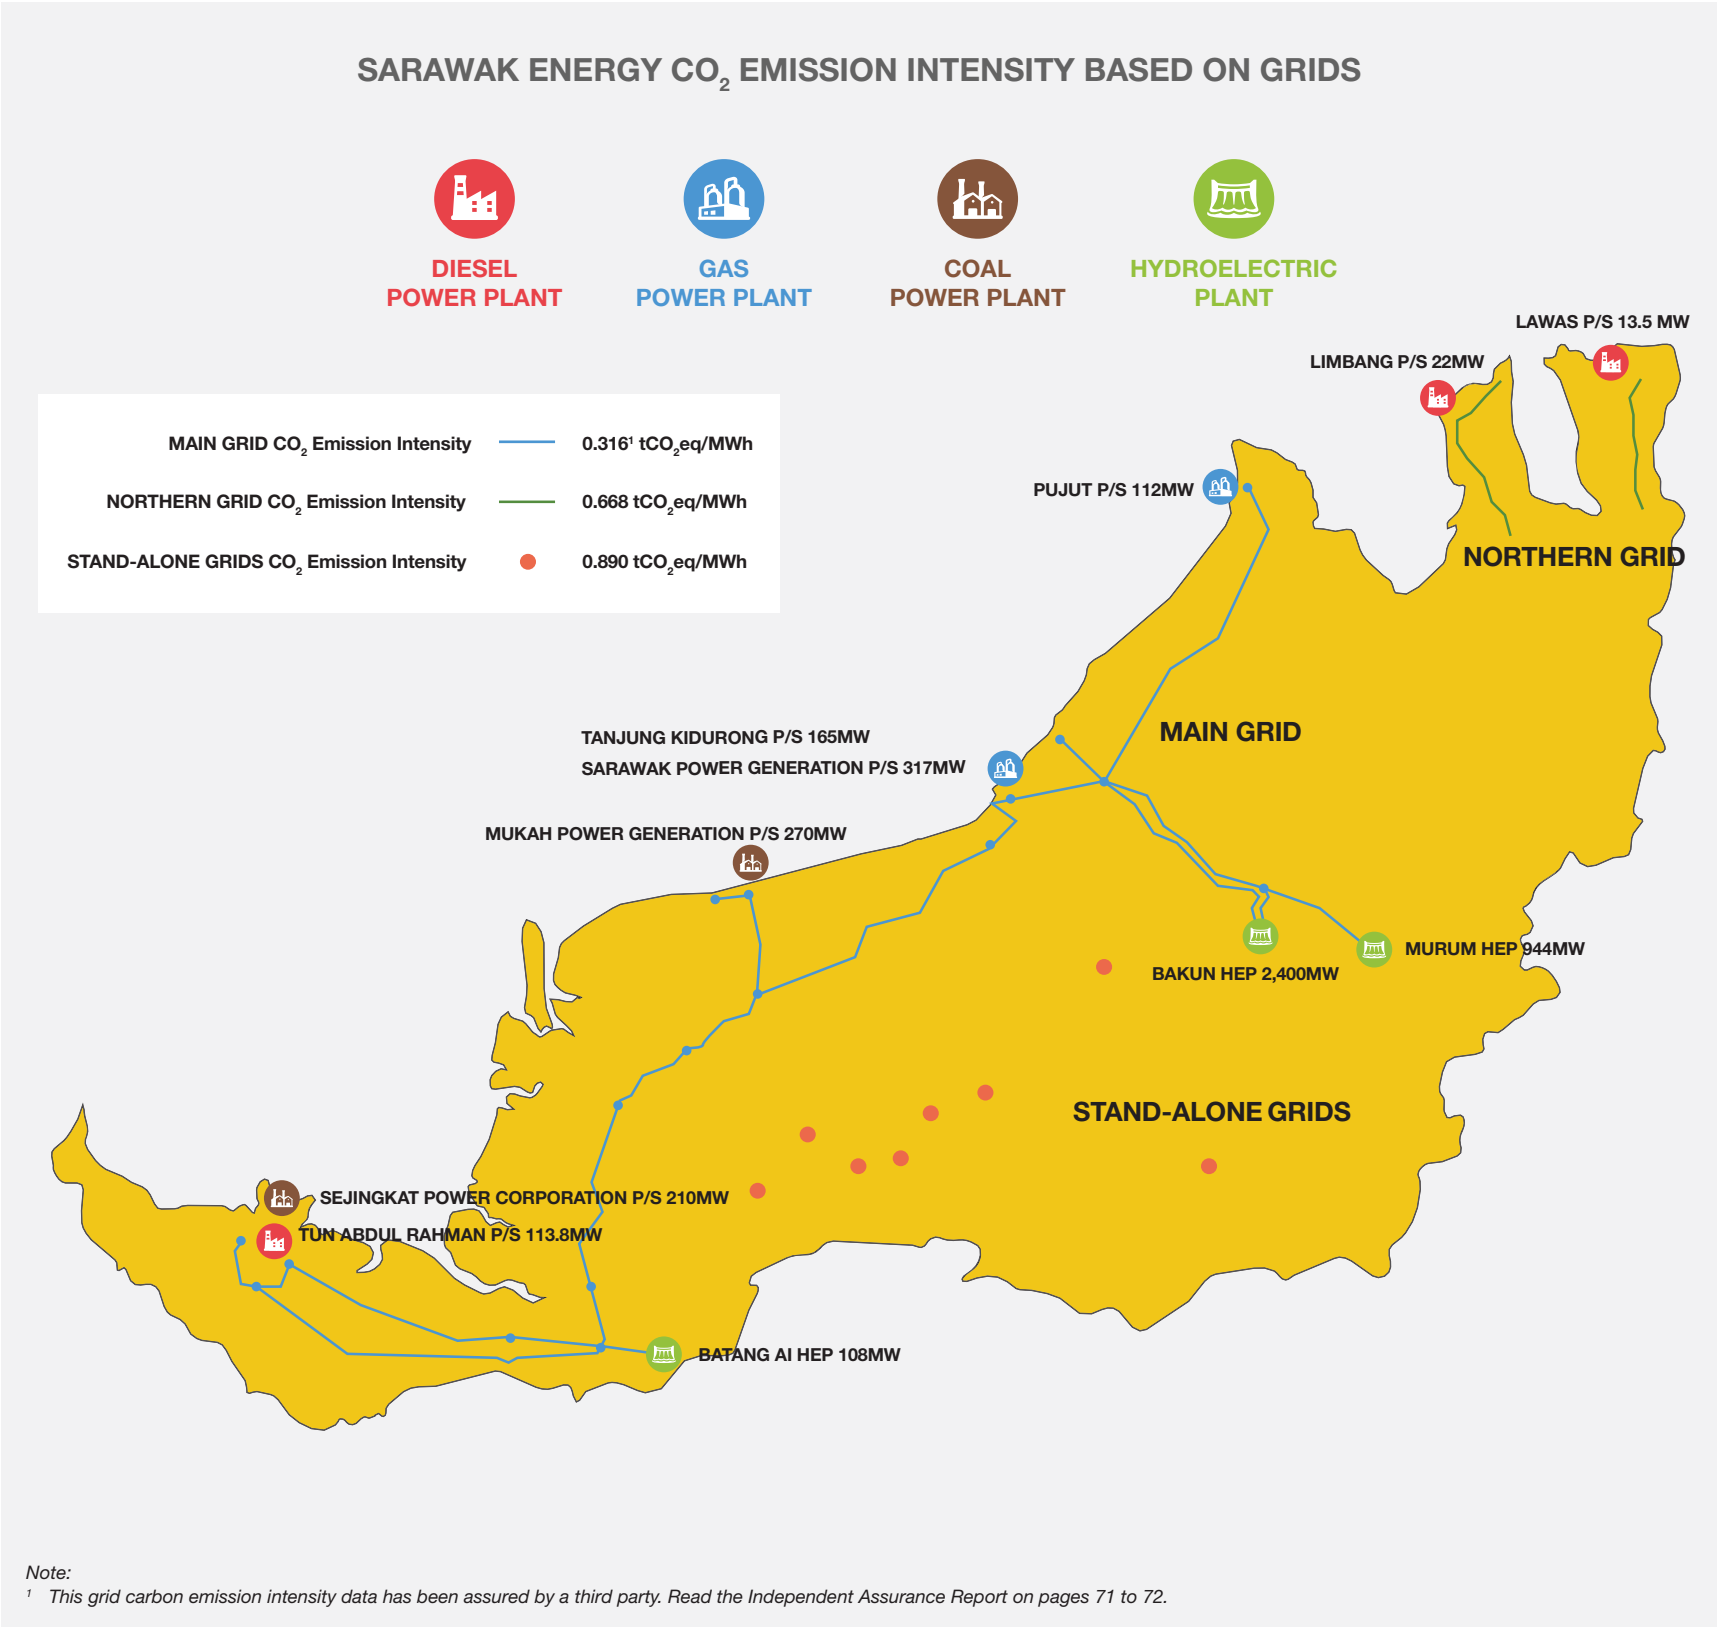 SARAWAK ENERGY CO₂ EMISSION INTENSITY BASED ON GRIDS
DIESEL
POWER PLANT
GAS
POWER PLANT
COAL
POWER PLANT
HYDROELECTRIC
PLANT
LAWAS P/S 13.5 MW
LIMBANG P/S 22MW
MAIN GRID CO₂ Emission Intensity 0.316¹ tCO₂eq/MWh
NORTHERN GRID CO₂ Emission Intensity 0.668 tCO₂eq/MWh
STAND-ALONE GRIDS CO₂ Emission Intensity 0.890 tCO₂eq/MWh
PUJUT P/S 112MW
NORTHERN GRID
MAIN GRID
TANJUNG KIDURONG P/S 165MW
SARAWAK POWER GENERATION P/S 317MW
MUKAH POWER GENERATION P/S 270MW
MURUM HEP 944MW
BAKUN HEP 2,400MW
STAND-ALONE GRIDS
SEJINGKAT POWER CORPORATION P/S 210MW
TUN ABDUL RAHMAN P/S 113.8MW
BATANG AI HEP 108MW
Note:
¹ This grid carbon emission intensity data has been assured by a third party. Read the Independent Assurance Report on pages 71 to 72.